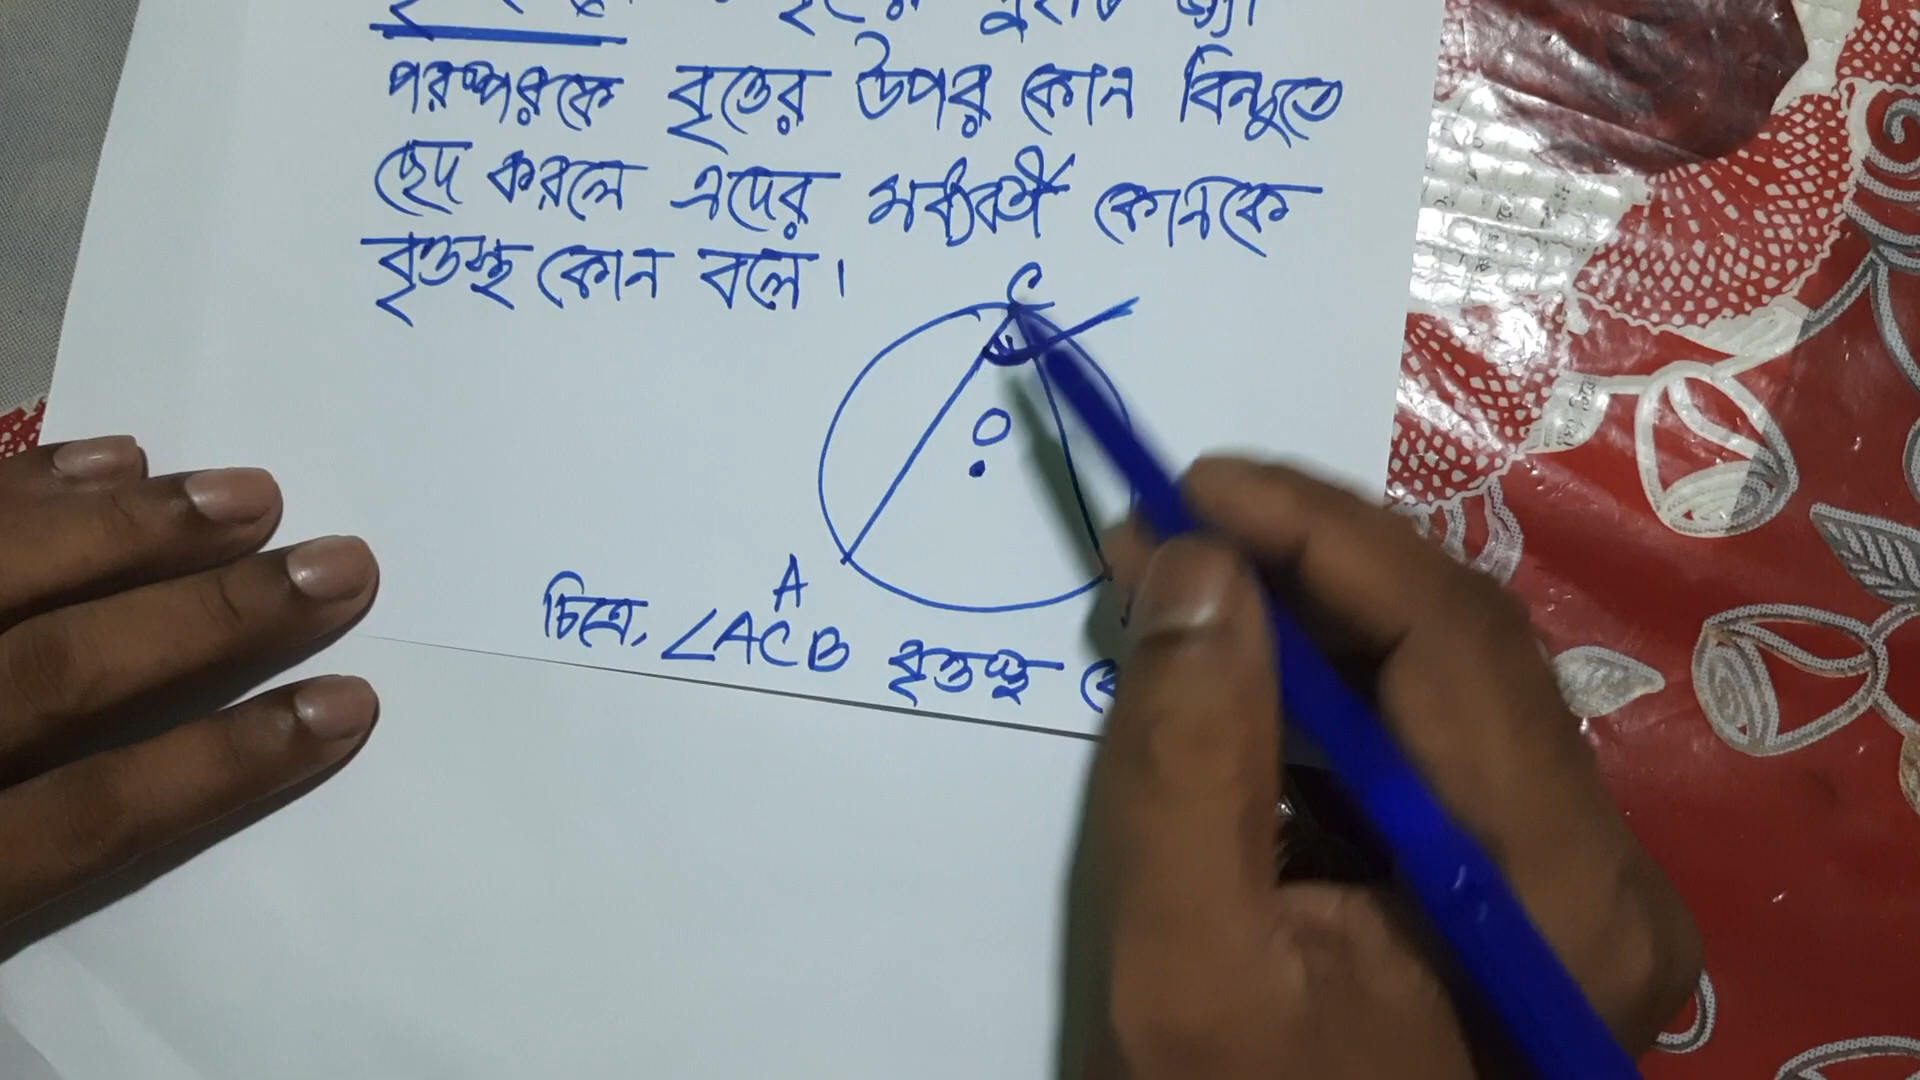 পরস্পরকে বৃত্তের উপর কোন বিন্দুতে
ছেদ করলে এদের মধ্যবর্তী কোনকে
বৃত্তস্থ কোন বলে।
C
O
A
চিত্রে, ∠ACB বৃত্তস্থ